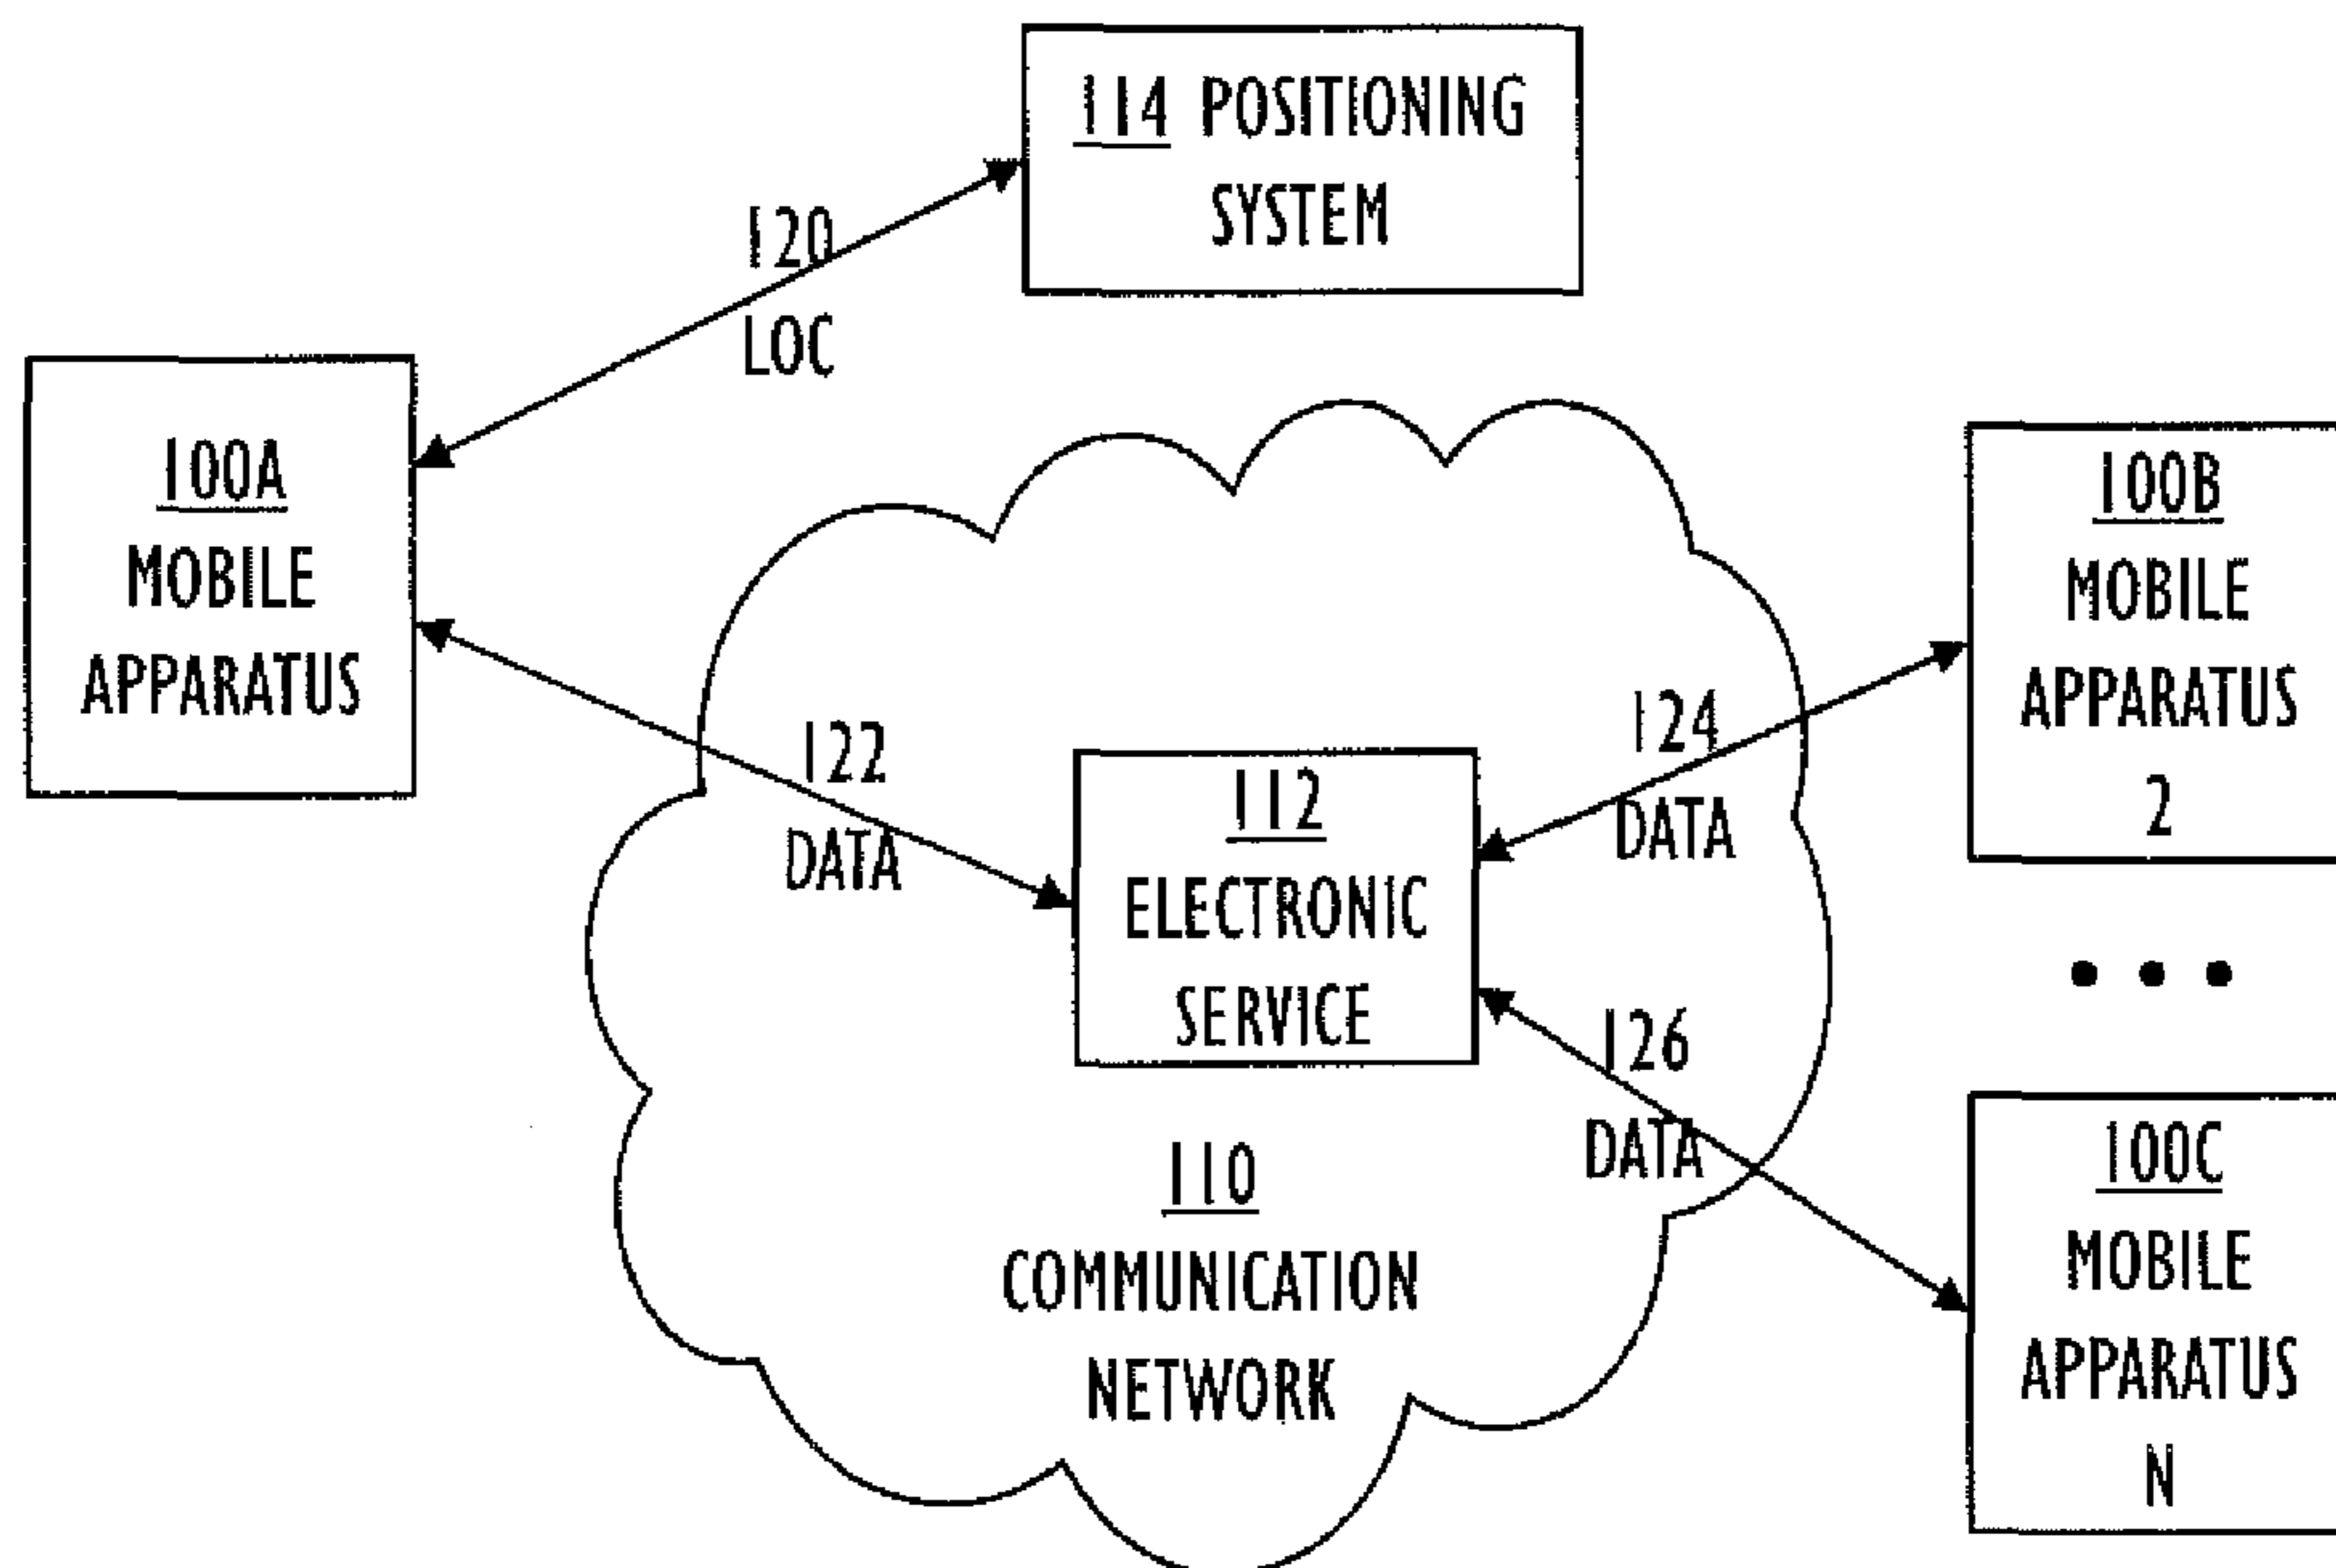 114 POSITIONING
SYSTEM
120
LOC
100A
MOBILE
APPARATUS
100B
MOBILE
APPARATUS
2
122
DATA
124
DATA
112
ELECTRONIC
SERVICE
126
DATA
110
COMMUNICATION
NETWORK
100C
MOBILE
APPARATUS
N